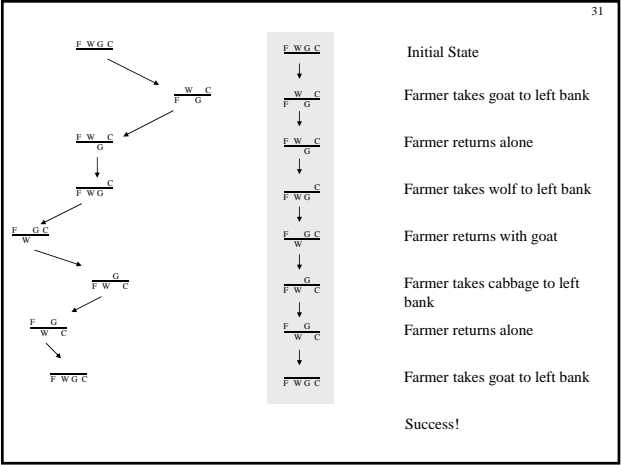 31
F W G C
W C
F G
F W C
G
C
F W G
F G C
W
G
F W C
F G
W C
F W G C
F W G C
W C
F G
F W C
G
C
F W G
F G C
W
G
F W C
F G
W C
F W G C
Initial State
Farmer takes goat to left bank
Farmer returns alone
Farmer takes wolf to left bank
Farmer returns with goat
Farmer takes cabbage to left
bank
Farmer returns alone
Farmer takes goat to left bank
Success!